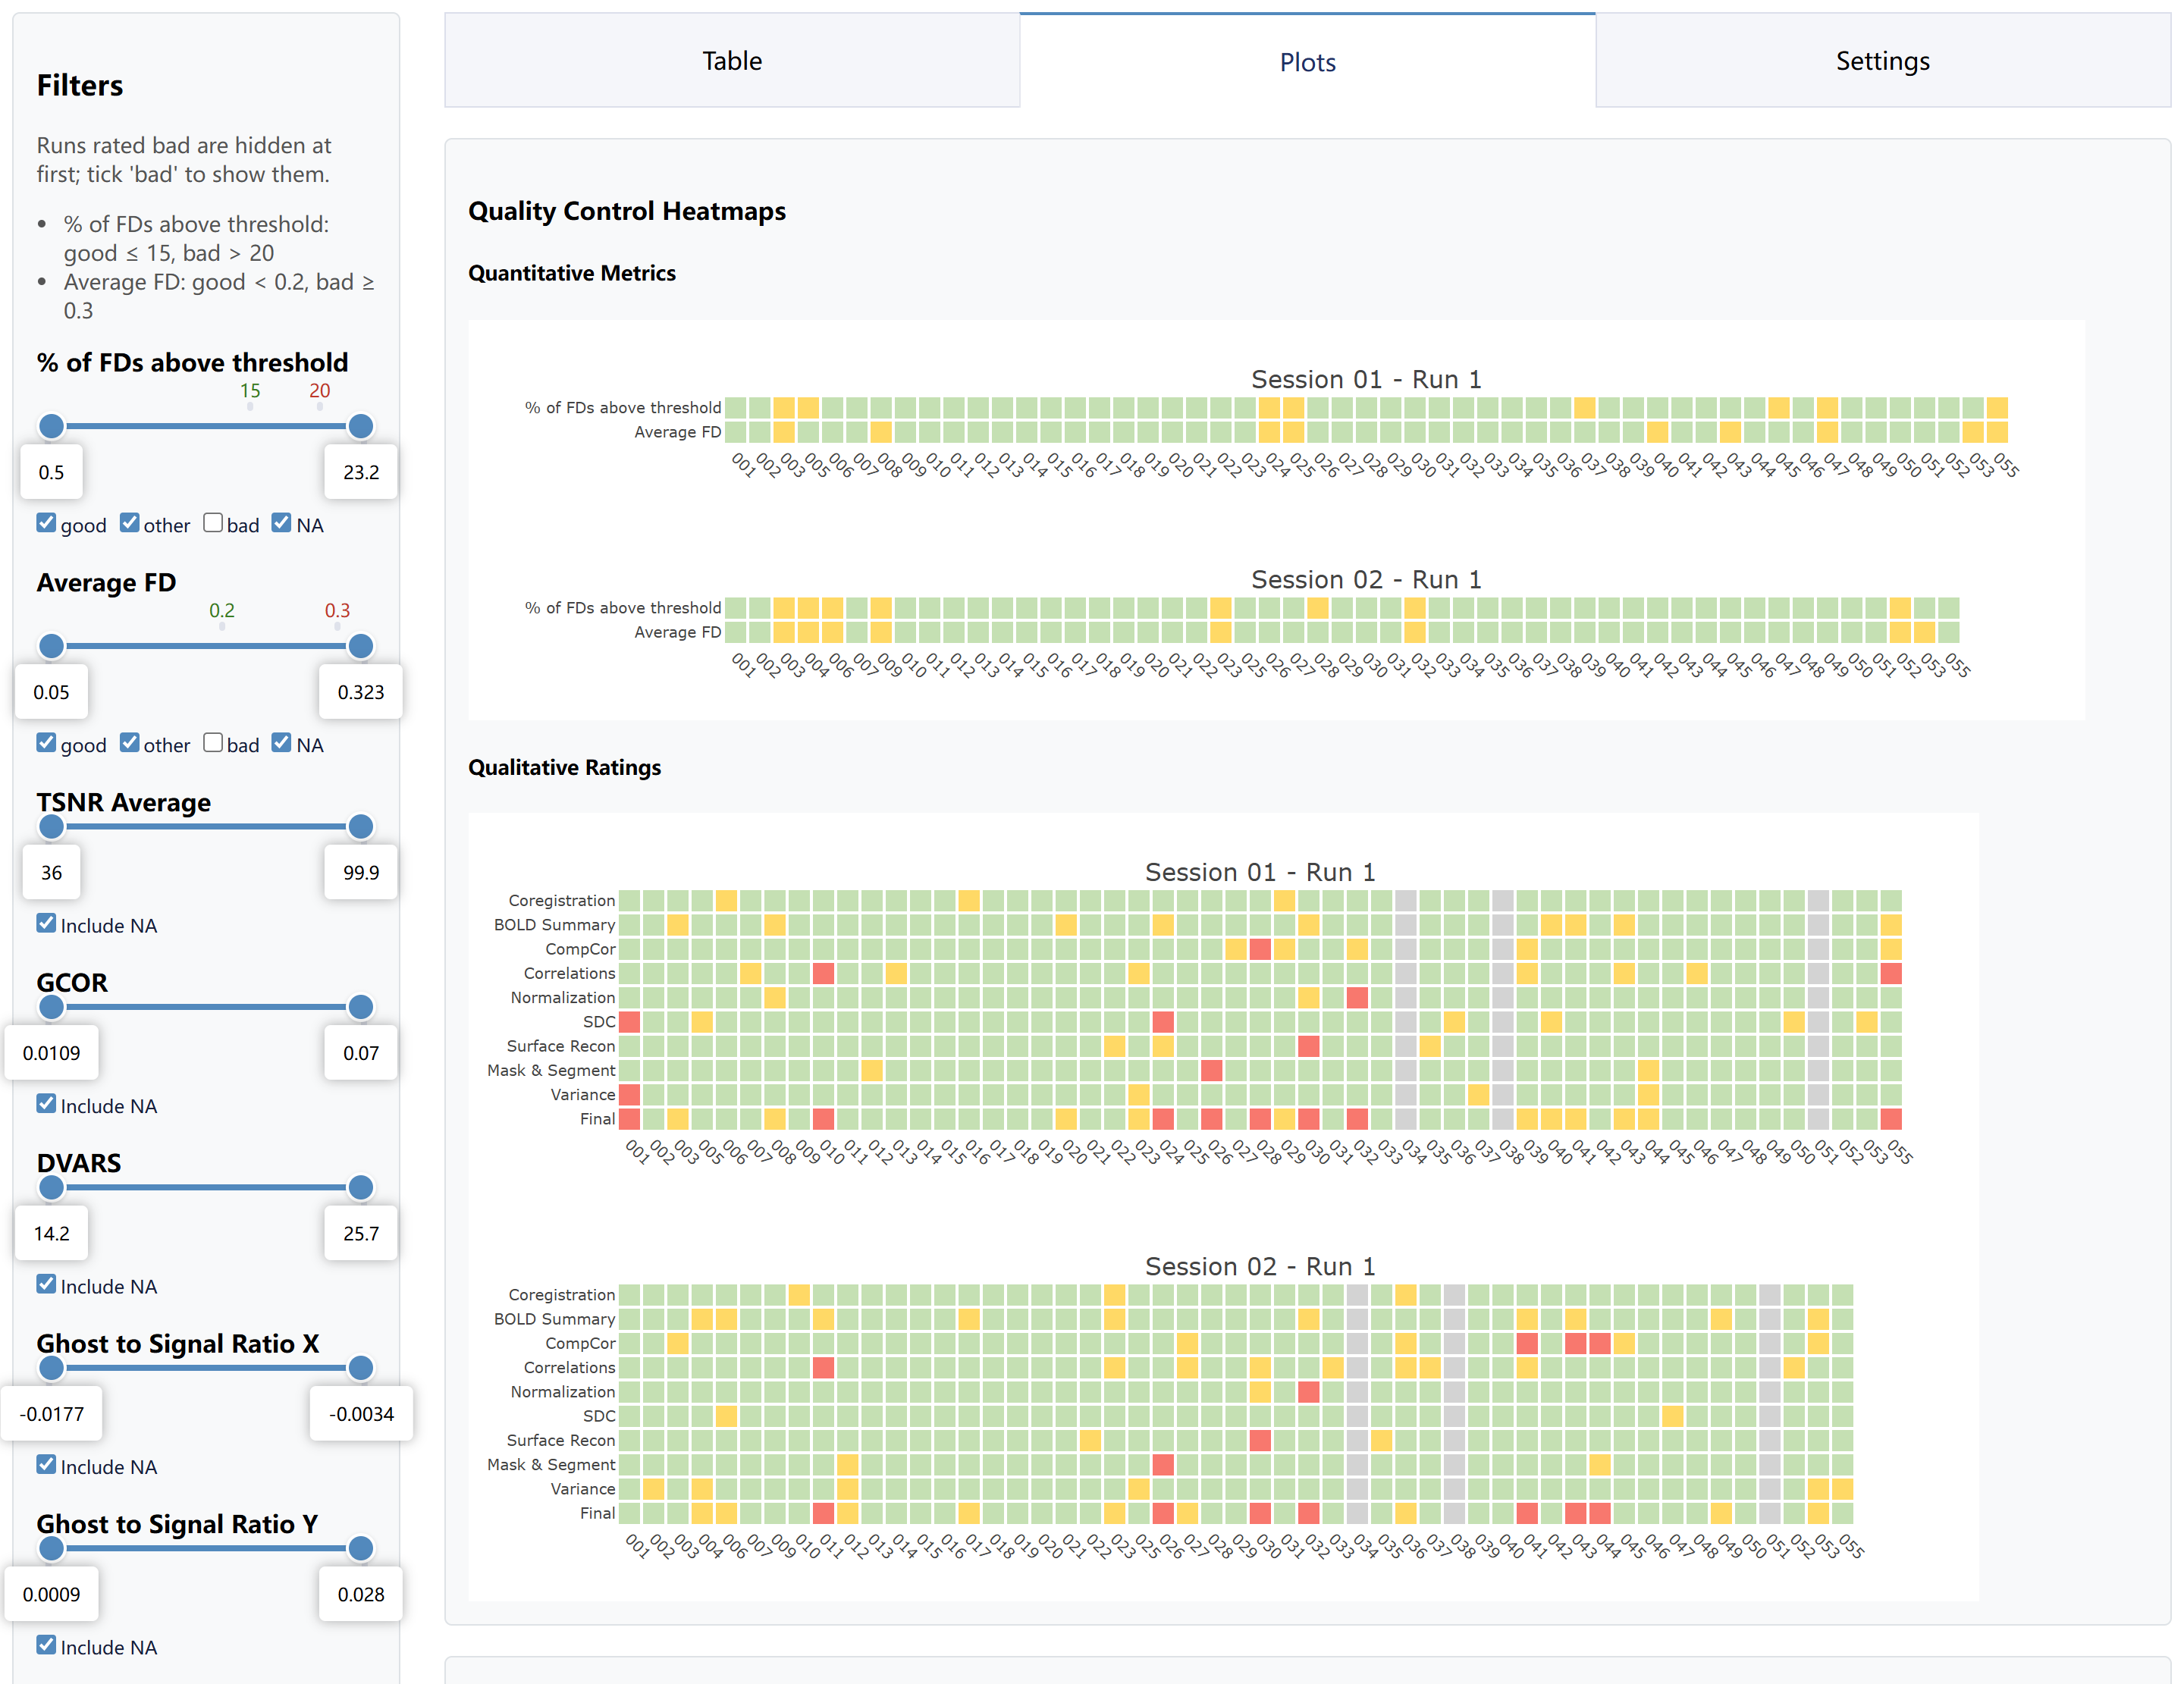 Filters
Runs rated bad are hidden at
first; tick 'bad' to show them.
• % of FDs above threshold:
good ≤ 15, bad > 20
• Average FD: good < 0.2, bad ≥
0.3
% of FDs above threshold
15 20
0.5 23.2
good other bad NA
Average FD
0.2 0.3
0.05 0.323
good other bad NA
TSNR Average
36 99.9
Include NA
GCOR
0.0109 0.07
Include NA
DVARS
14.2 25.7
Include NA
Ghost to Signal Ratio X
-0.0177 -0.0034
Include NA
Ghost to Signal Ratio Y
0.0009 0.028
Include NA
Table Plots Settings
Quality Control Heatmaps
Quantitative Metrics
Session 01 - Run 1
% of FDs above threshold
Average FD
001 002 003 005 006 007 008 009 010 011 012 013 014 015 016 017 018 019 020 021 022 023 024 025 026 027 028 029 030 031 032 033 034 035 036 037 038 039 040 041 042 043 044 045 046 047 048 049 050 051 052 053 055
Session 02 - Run 1
% of FDs above threshold
Average FD
001 002 003 004 006 007 009 010 011 012 013 014 015 016 017 018 019 020 021 022 023 025 026 027 028 029 030 031 032 033 034 035 036 037 038 039 040 041 042 043 044 045 046 047 048 049 050 051 052 053 055
Qualitative Ratings
Session 01 - Run 1
Coregistration
BOLD Summary
CompCor
Correlations
Normalization
SDC
Surface Recon
Mask & Segment
Variance
Final
001 002 003 005 006 007 008 009 010 011 012 013 014 015 016 017 018 019 020 021 022 023 024 025 026 027 028 029 030 031 032 033 034 035 036 037 038 039 040 041 042 043 044 045 046 047 048 049 050 051 052 053 055
Session 02 - Run 1
Coregistration
BOLD Summary
CompCor
Correlations
Normalization
SDC
Surface Recon
Mask & Segment
Variance
Final
001 002 003 004 006 007 009 010 011 012 013 014 015 016 017 018 019 020 021 022 023 025 026 027 028 029 030 031 032 033 034 035 036 037 038 039 040 041 042 043 044 045 046 047 048 049 050 051 052 053 055